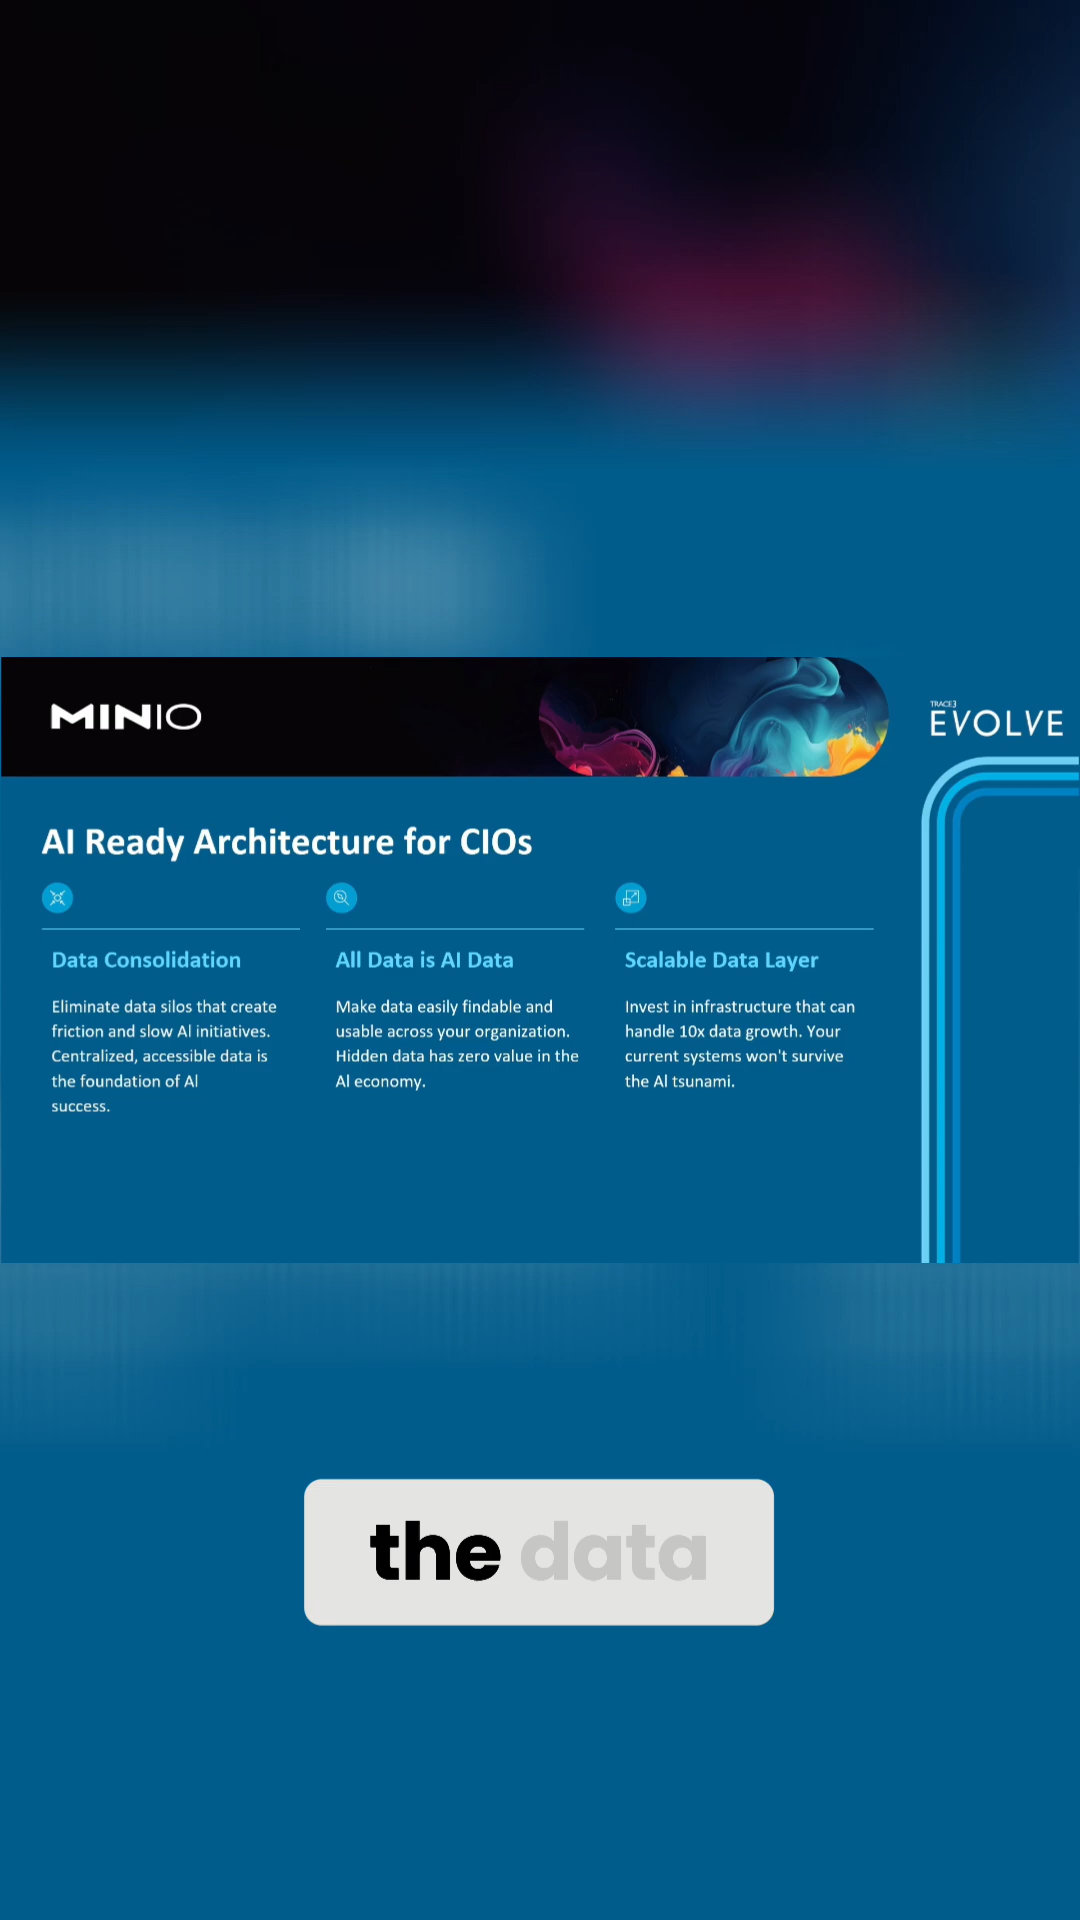 MINIO
TRACE3
EVOLVE
AI Ready Architecture for CIOs
Data Consolidation
Eliminate data silos that create
friction and slow AI initiatives.
Centralized, accessible data is
the foundation of AI
success.
All Data is AI Data
Make data easily findable and
usable across your organization.
Hidden data has zero value in the
AI economy.
Scalable Data Layer
Invest in infrastructure that can
handle 10x data growth. Your
current systems won't survive
the AI tsunami.
the data